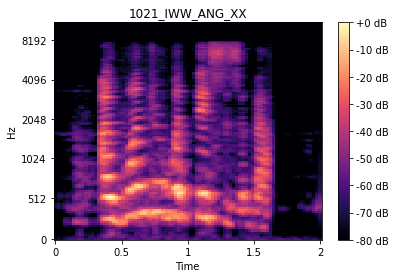 1021_IWW_ANG_XX
+0 dB
8192
-10 dB
4096
-20 dB
-30 dB
2048
Hz
-40 dB
1024
-50 dB
512
-60 dB
-70 dB
0
-80 dB
0 0.5 1 1.5 2
Time